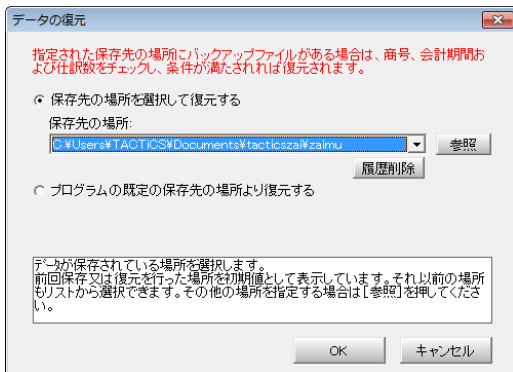 データの復元
指定された保存先の場所にバックアップファイルがある場合は、商号、会計期間お
よび仕訳数をチェックし、条件が満たされれば復元されます。
保存先の場所を選択して復元する
保存先の場所:
C:¥Users¥TACTiCS¥Documents¥tacticszai¥zaimu
参照
履歴削除
プログラムの既定の保存先の場所より復元する
データが保存されている場所を選択します。
前回保存又は復元を行った場所を初期値として表示しています。それ以前の場所
もリストから選択できます。その他の場所を指定する場合は[参照]を押してくださ
い。
OK
キャンセル